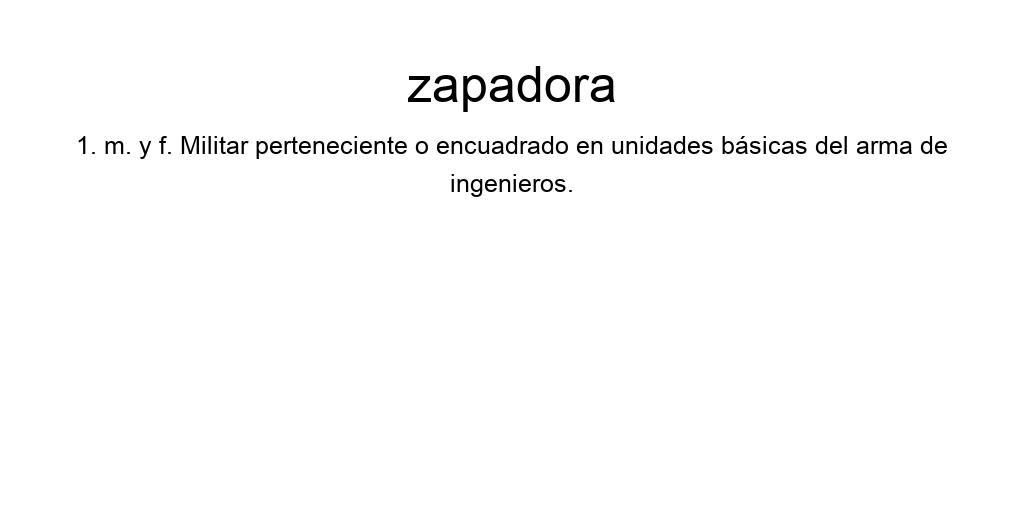 zapadora
1. m. y f. Militar perteneciente o encuadrado en unidades básicas del arma de
ingenieros.